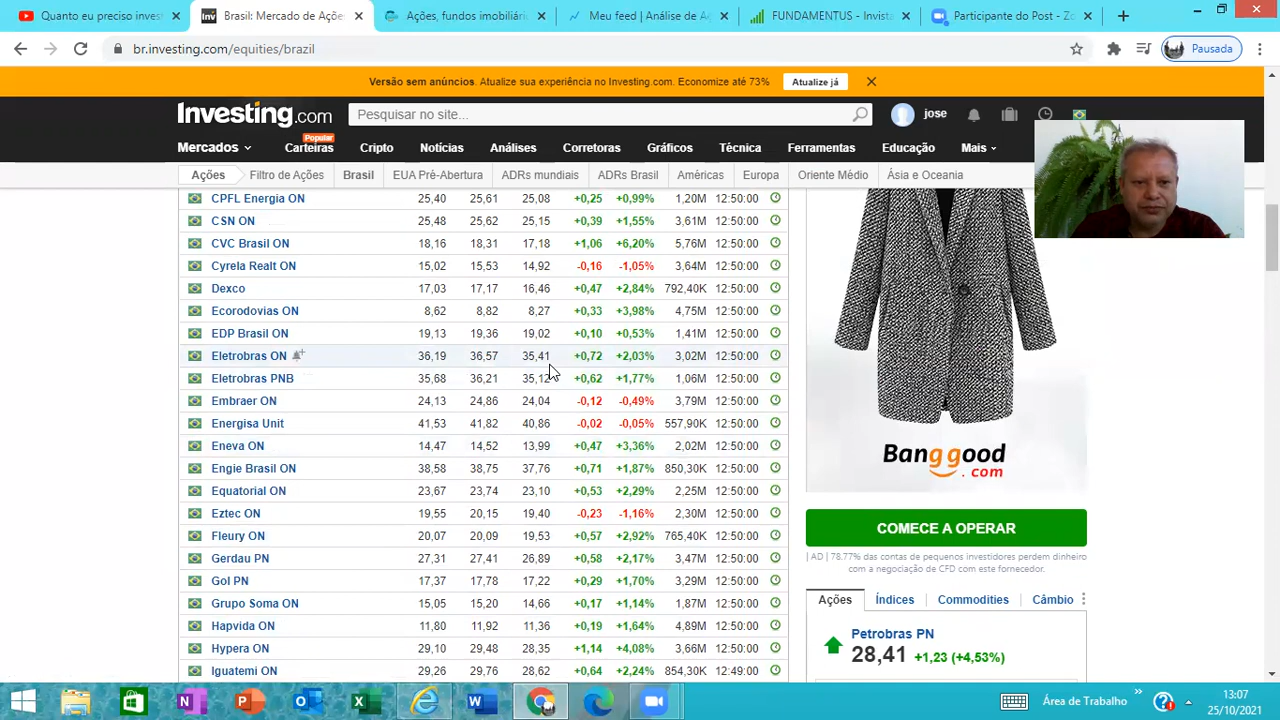 Quanto eu preciso invest
Brasil: Mercado de Açõe
Ações, fundos imobiliári
Meu feed | Análise de A
FUNDAMENTUS - Invista
Participante do Post - Zo
br.investing.com/equities/brazil
Pausada
Versão sem anúncios. Atualize sua experiência no Investing.com. Economize até 73%
Atualize já
Investing.com
Pesquisar no site...
jose
Popular
Mercados Carteiras Cripto Notícias Análises Corretoras Gráficos Técnica Ferramentas Educação Mais
Ações Filtro de Ações Brasil EUA Pré-Abertura ADRs mundiais ADRs Brasil Américas Europa Oriente Médio Ásia e Oceania
CPFL Energia ON 25,40 25,61 25,08 +0,25 +0,99% 1,20M 12:50:00
CSN ON 25,48 25,62 25,15 +0,39 +1,55% 3,61M 12:50:00
CVC Brasil ON 18,16 18,31 17,18 +1,06 +6,20% 5,76M 12:50:00
Cyrela Realt ON 15,02 15,53 14,92 -0,16 -1,05% 3,64M 12:50:00
Dexco 17,03 17,17 16,46 +0,47 +2,84% 792,40K 12:50:00
Ecorodovias ON 8,62 8,82 8,27 +0,33 +3,98% 4,75M 12:50:00
EDP Brasil ON 19,13 19,36 19,02 +0,10 +0,53% 1,41M 12:50:00
Eletrobras ON 36,19 36,57 35,41 +0,72 +2,03% 3,02M 12:50:00
Eletrobras PNB 35,68 36,21 35,12 +0,62 +1,77% 1,06M 12:50:00
Embraer ON 24,13 24,86 24,04 -0,12 -0,49% 3,79M 12:50:00
Energisa Unit 41,53 41,82 40,86 -0,02 -0,05% 557,90K 12:50:00
Eneva ON 14,47 14,52 13,99 +0,47 +3,36% 2,02M 12:50:00
Engie Brasil ON 38,58 38,75 37,76 +0,71 +1,87% 850,30K 12:50:00
Equatorial ON 23,67 23,74 23,10 +0,53 +2,29% 2,25M 12:50:00
Eztec ON 19,55 20,15 19,40 -0,23 -1,16% 2,30M 12:50:00
Fleury ON 20,07 20,09 19,53 +0,57 +2,92% 765,40K 12:50:00
Gerdau PN 27,31 27,41 26,89 +0,58 +2,17% 3,47M 12:50:00
Gol PN 17,37 17,78 17,22 +0,29 +1,70% 3,29M 12:50:00
Grupo Soma ON 15,05 15,20 14,66 +0,17 +1,14% 1,87M 12:50:00
Hapvida ON 11,80 11,92 11,36 +0,19 +1,64% 4,89M 12:50:00
Hypera ON 29,10 29,48 28,35 +1,14 +4,08% 3,66M 12:50:00
Iguatemi ON 29,26 29,76 28,62 +0,64 +2,24% 854,30K 12:49:00
Banggood
.com
COMECE A OPERAR
| AD | 78.77% das contas de pequenos investidores perdem dinheiro
com a negociação de CFD com este fornecedor.
Ações Índices Commodities Câmbio
Petrobras PN
28,41 +1,23 (+4,53%)
Área de Trabalho
13:07
25/10/2021